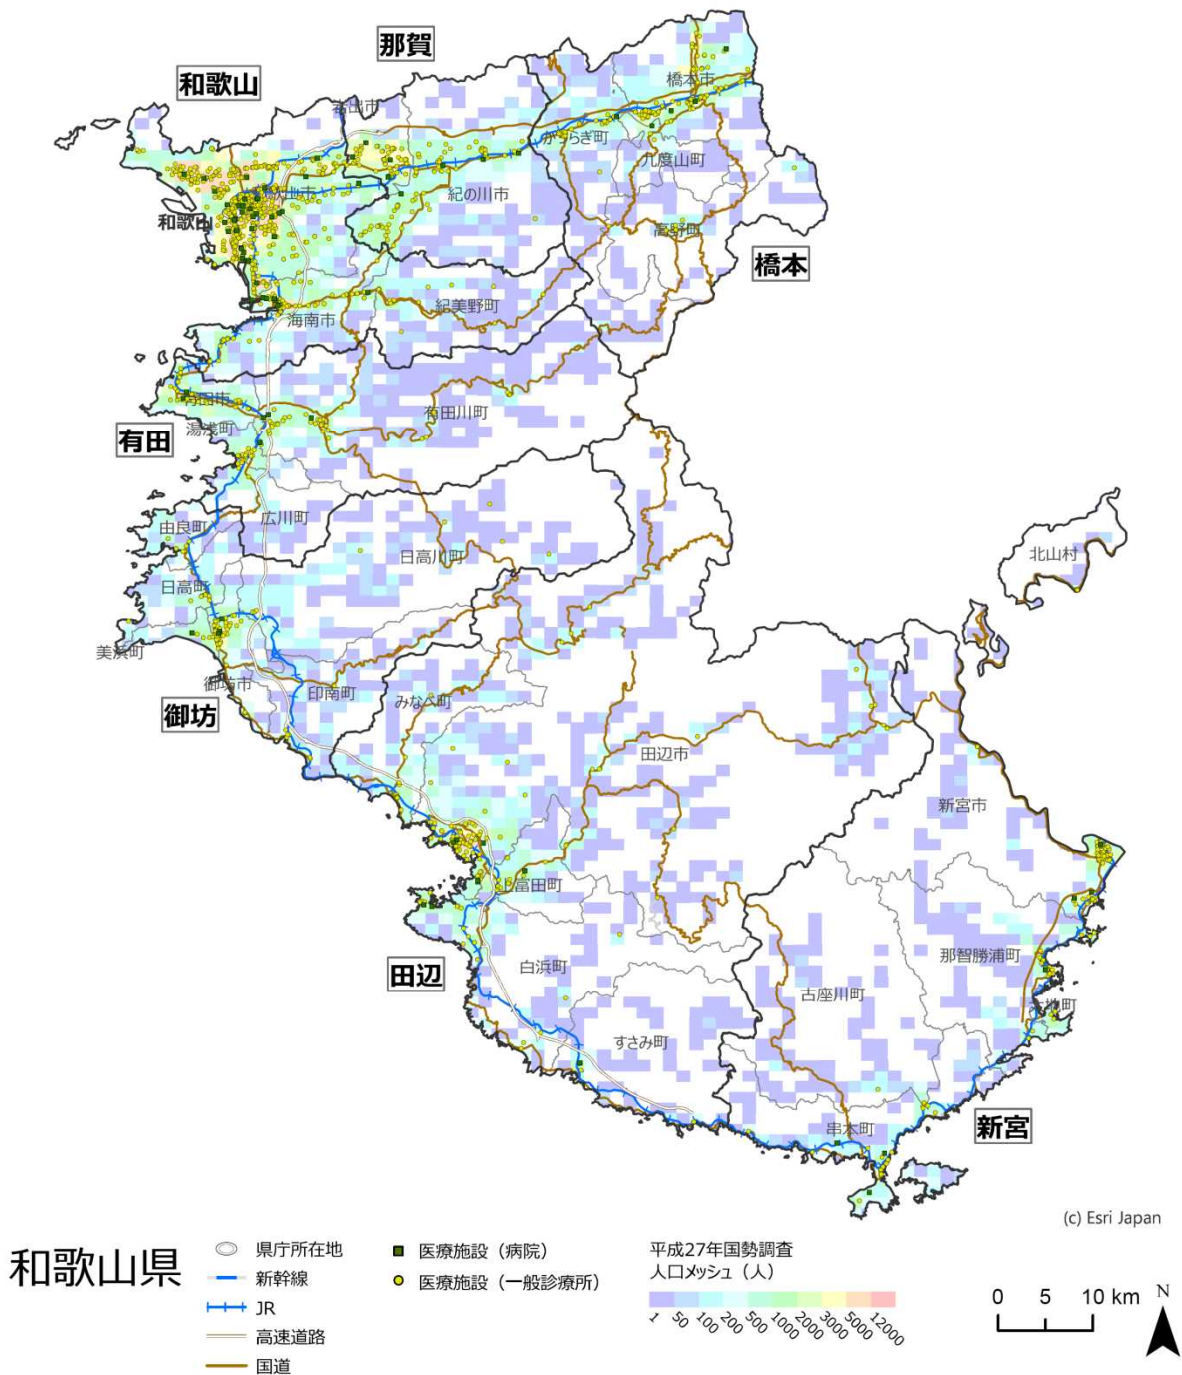 那賀
和歌山
橋本市
岩出市
かつらぎ町
九度山町
和歌山市
紀の川市
和歌山
高野町
橋本
紀美野町
海南市
有田市
有田川町
湯浅町
有田
広川町
由良町
日高川町
北山村
日高町
美浜町
御坊市
印南町
みなべ町
御坊
田辺市
新宮市
上富田町
那智勝浦町
白浜町
田辺
古座川町
太地町
すさみ町
串本町
新宮
(c) Esri Japan
和歌山県
県庁所在地
新幹線
JR
高速道路
国道
医療施設（病院）
医療施設（一般診療所）
平成27年国勢調査
人口メッシュ（人）
1 50 100 200 500 1000 2000 3000 5000 12000
0 5 10 km
N